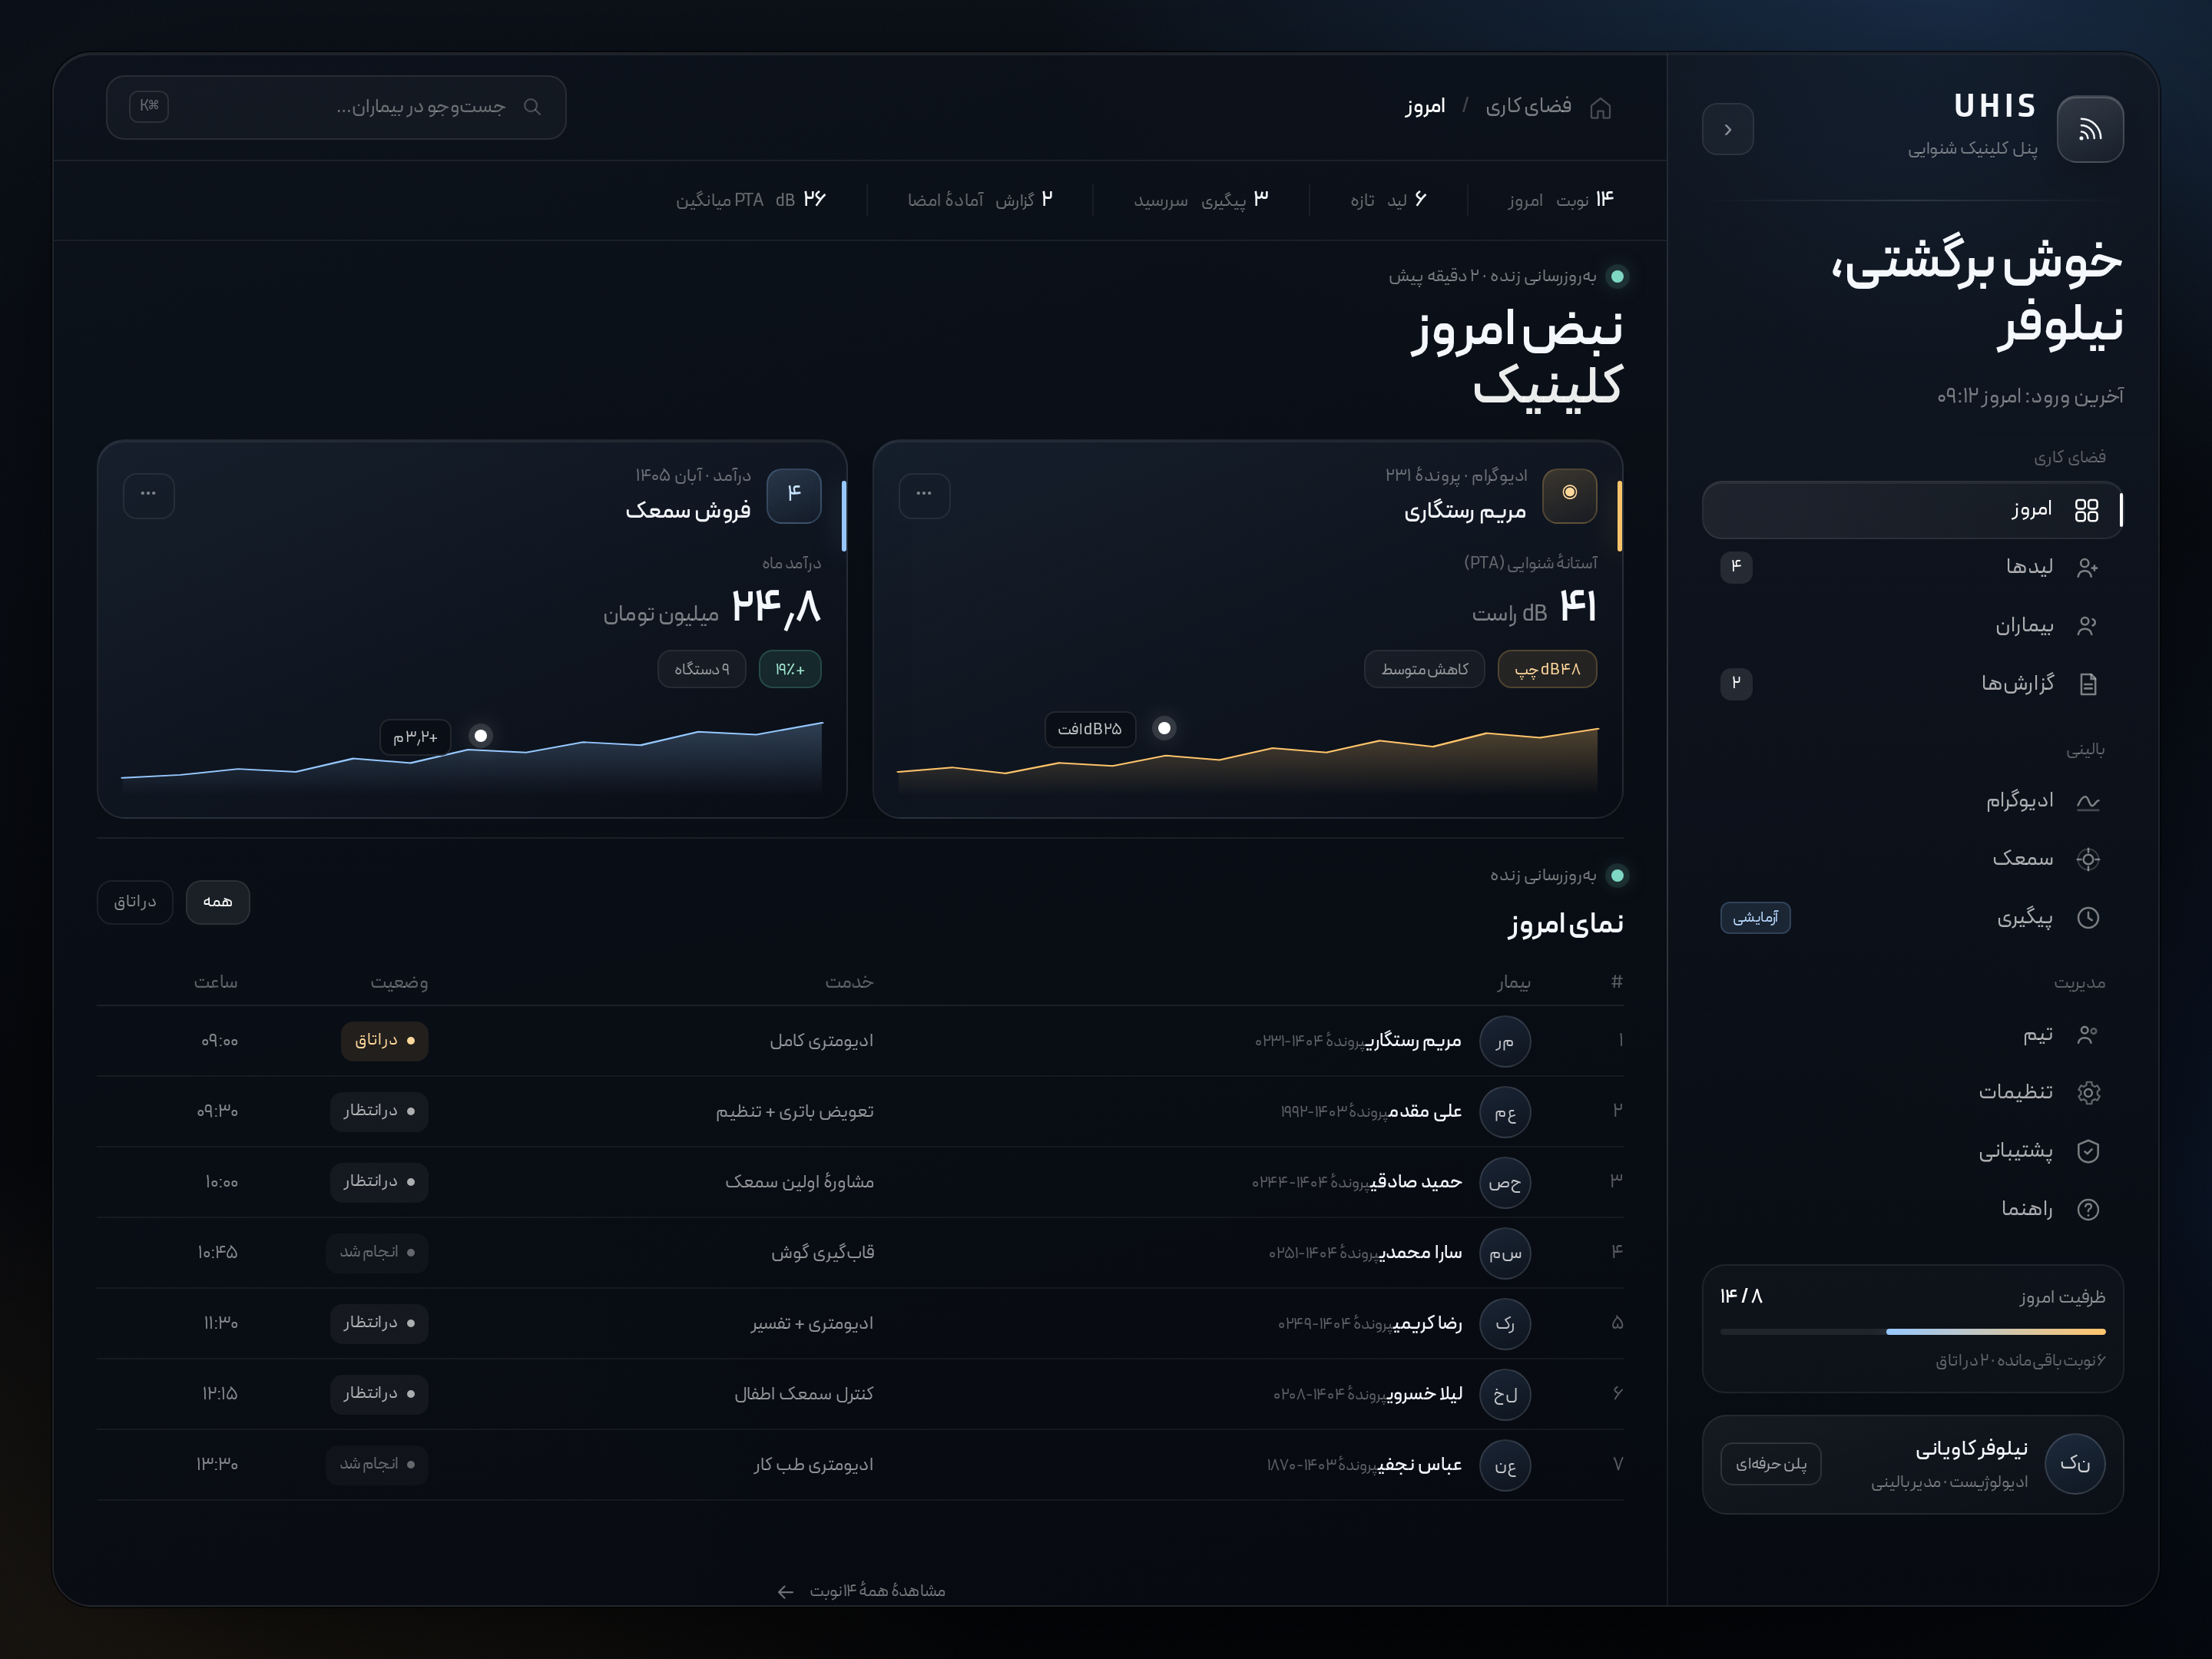 UHIS
پنل کلینیک شنوایی
›
خوش برگشتی،
نیلوفر
آخرین ورود: امروز ۰۹:۱۲
فضای کاری
امروز
لیدها ۴
بیماران
گزارش‌ها ۲
بالینی
ادیوگرام
سمعک
پیگیری آزمایشی
مدیریت
تیم
تنظیمات
پشتیبانی
راهنما
ظرفیت امروز ۱۴ / ۸
۶ نوبت باقی‌مانده · ۲ در اتاق
ن‌ک
نیلوفر کاویانی
ادیولوژیست · مدیر بالینی
پلن حرفه‌ای
فضای کاری / امروز
جست‌وجو در بیماران...
K⌘
۱۴ نوبت امروز
۶ لید تازه
۳ پیگیری سررسید
۲ گزارش آمادهٔ امضا
۲۶ dB PTA میانگین
به‌روزرسانی زنده · ۲ دقیقه پیش
نبض امروز
کلینیک
ادیوگرام · پروندهٔ ۲۳۱
مریم رستگاری
...
آستانهٔ شنوایی (PTA)
۴۱ dB راست
dB۴۸ چپ
کاهش متوسط
dB۲۵ افت
۴
درآمد · آبان ۱۴۰۵
فروش سمعک
...
درآمد ماه
۲۴٫۸ میلیون تومان
+۱۹٪
۹ دستگاه
+۳٫۲ م
به‌روزرسانی زنده
نمای امروز
همه
در اتاق
# بیمار خدمت وضعیت ساعت
۱ م‌ر مریم رستگاری پروندهٔ ۱۴۰۴-۰۲۳۱ ادیومتری کامل در اتاق ۰۹:۰۰
۲ ع‌م علی مقدم پروندهٔ ۱۴۰۳-۱۹۹۲ تعویض باتری + تنظیم در انتظار ۰۹:۳۰
۳ ح‌ص حمید صادقی پروندهٔ ۱۴۰۴-۰۲۴۴ مشاورهٔ اولین سمعک در انتظار ۱۰:۰۰
۴ س‌م سارا محمدی پروندهٔ ۱۴۰۴-۰۲۵۱ قاب‌گیری گوش انجام شد ۱۰:۴۵
۵ ر‌ک رضا کریمی پروندهٔ ۱۴۰۴-۰۲۴۹ ادیومتری + تفسیر در انتظار ۱۱:۳۰
۶ ل‌خ لیلا خسروی پروندهٔ ۱۴۰۴-۰۲۰۸ کنترل سمعک اطفال در انتظار ۱۲:۱۵
۷ ع‌ن عباس نجفی پروندهٔ ۱۴۰۳-۱۸۷۰ ادیومتری طب کار انجام شد ۱۳:۳۰
مشاهدهٔ همهٔ ۱۴ نوبت ←